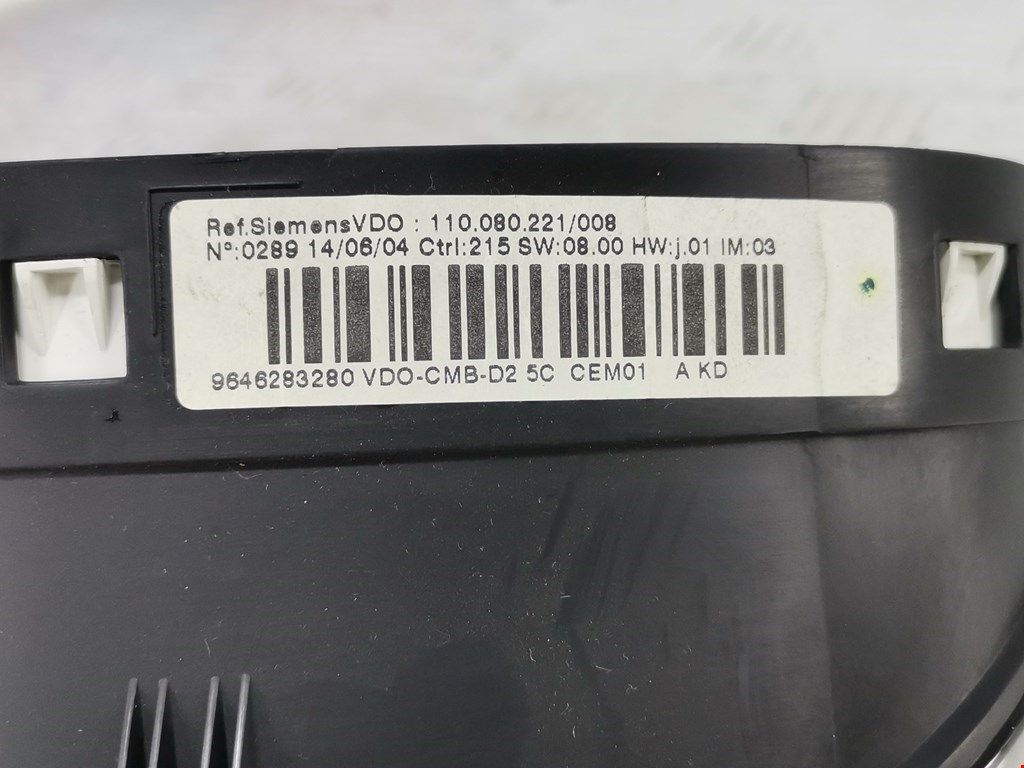 Ref.SiemensVDO : 110.080.221/008
Nº:0289 14/06/04 Ctrl:215 SW:08.00 HW:j.01 IM:03
9646283280 VDO-CMB-D2 5C CEM01 A KD